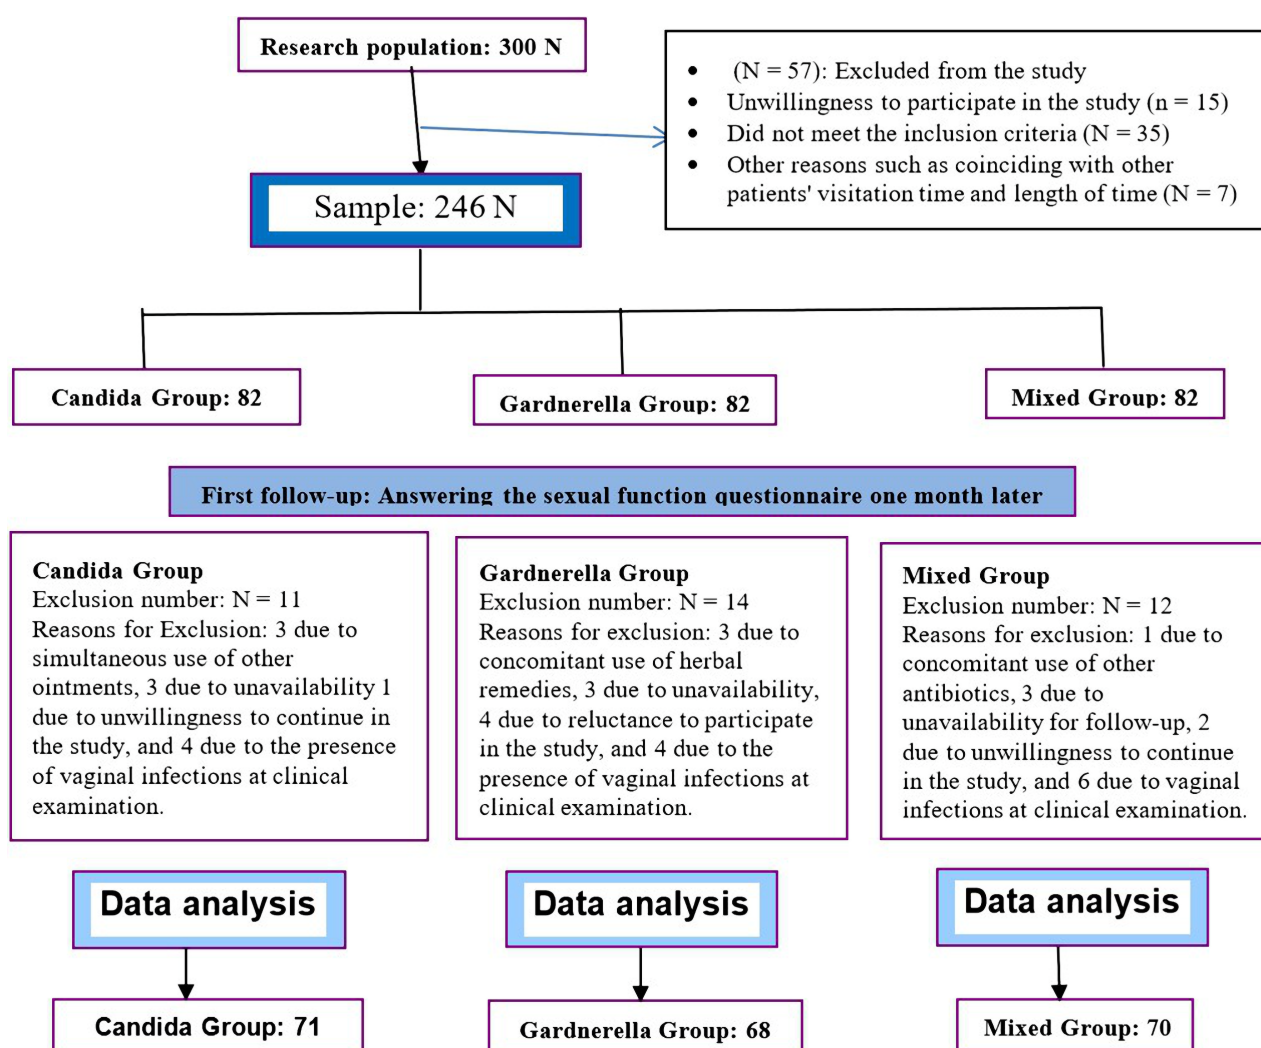 Research population: 300 N
• (N = 57): Excluded from the study
• Unwillingness to participate in the study (n = 15)
• Did not meet the inclusion criteria (N = 35)
• Other reasons such as coinciding with other
patients' visitation time and length of time (N = 7)
Sample: 246 N
Candida Group: 82
Gardnerella Group: 82
Mixed Group: 82
First follow-up: Answering the sexual function questionnaire one month later
Candida Group
Exclusion number: N = 11
Reasons for Exclusion: 3 due to
simultaneous use of other
ointments, 3 due to unavailability 1
due to unwillingness to continue in
the study, and 4 due to the presence
of vaginal infections at clinical
examination.
Gardnerella Group
Exclusion number: N = 14
Reasons for exclusion: 3 due to
concomitant use of herbal
remedies, 3 due to unavailability,
4 due to reluctance to participate
in the study, and 4 due to the
presence of vaginal infections at
clinical examination.
Mixed Group
Exclusion number: N = 12
Reasons for exclusion: 1 due to
concomitant use of other
antibiotics, 3 due to
unavailability for follow-up, 2
due to unwillingness to continue
in the study, and 6 due to vaginal
infections at clinical examination.
Data analysis
Data analysis
Data analysis
Candida Group: 71
Gardnerella Group: 68
Mixed Group: 70